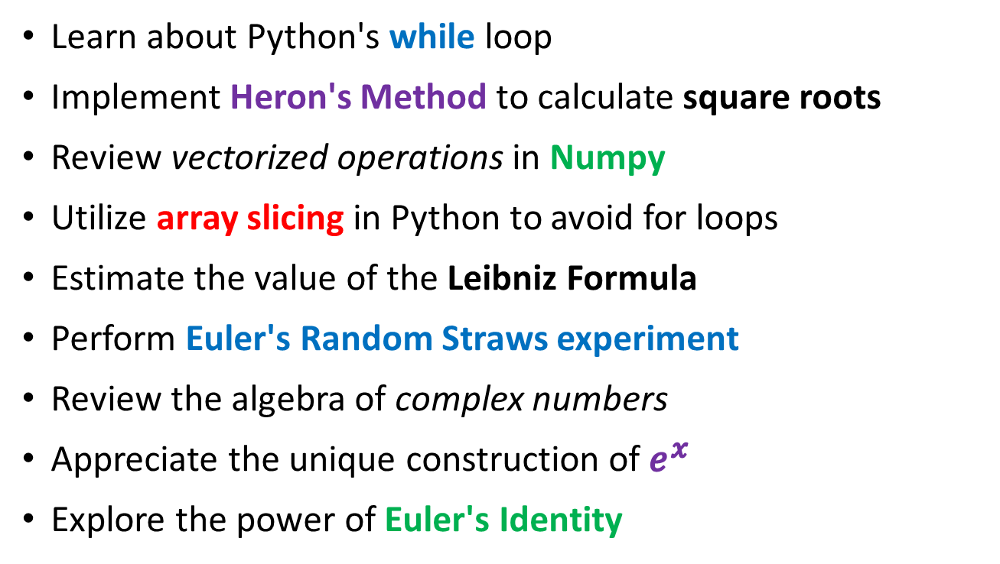 • Learn about Python's while loop
• Implement Heron's Method to calculate square roots
• Review vectorized operations in Numpy
• Utilize array slicing in Python to avoid for loops
• Estimate the value of the Leibniz Formula
• Perform Euler's Random Straws experiment
• Review the algebra of complex numbers
• Appreciate the unique construction of eˣ
• Explore the power of Euler's Identity